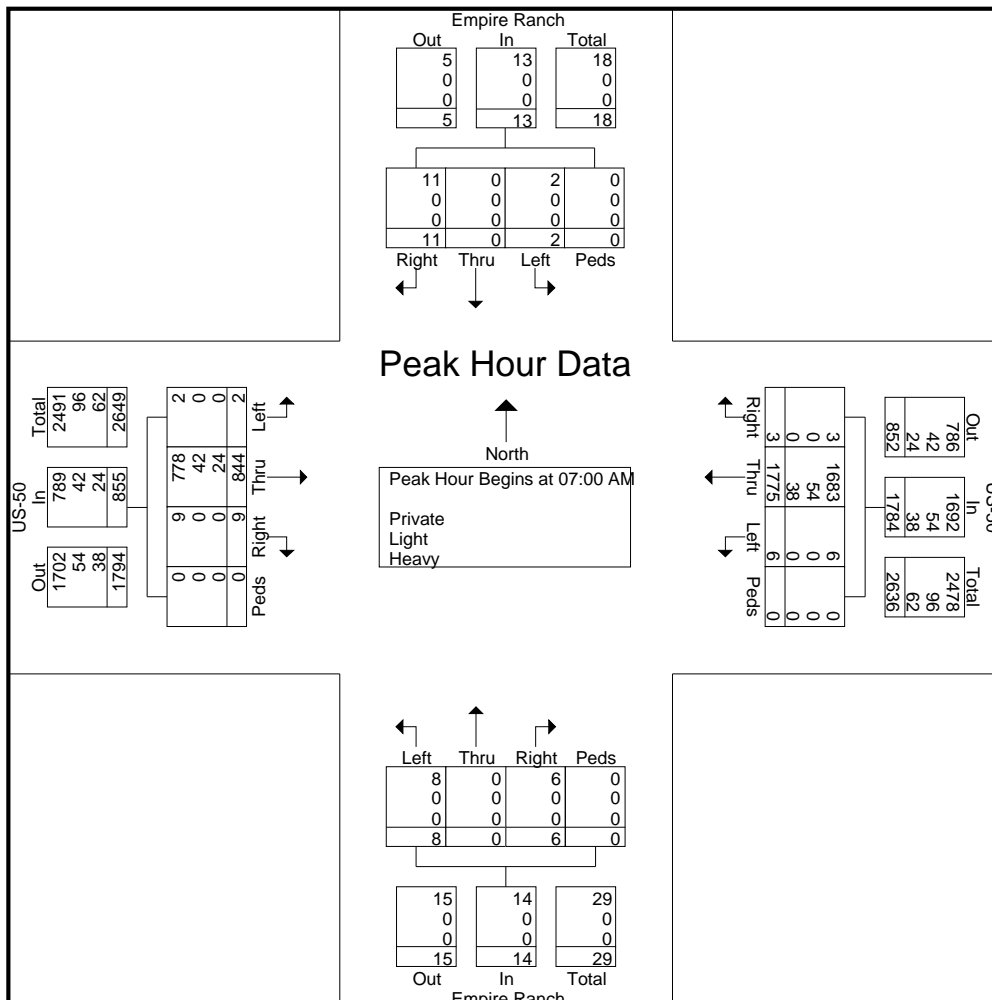 Empire Ranch
Out In Total
5 13 18
0 0 0
0 0 0
5 13 18
11 0 2 0
0 0 0 0
0 0 0 0
11 0 2 0
Right Thru Left Peds
Peak Hour Data
North
Peak Hour Begins at 07:00 AM
Private
Light
Heavy
US-50
Total In Out
2491 789 1702
96 42 54
62 24 38
2649 855 1794
Left Thru Right Peds
2 778 9 0
0 42 0 0
0 24 0 0
2 844 9 0
Right Thru Left Peds
3 1683 6 0
0 54 0 0
0 38 0 0
3 1775 6 0
US-50
Out In Total
786 1692 2478
42 54 96
24 38 62
852 1784 2636
Left Thru Right Peds
8 0 6 0
0 0 0 0
0 0 0 0
8 0 6 0
15 14 29
0 0 0
0 0 0
15 14 29
Out In Total
Empire Ranch